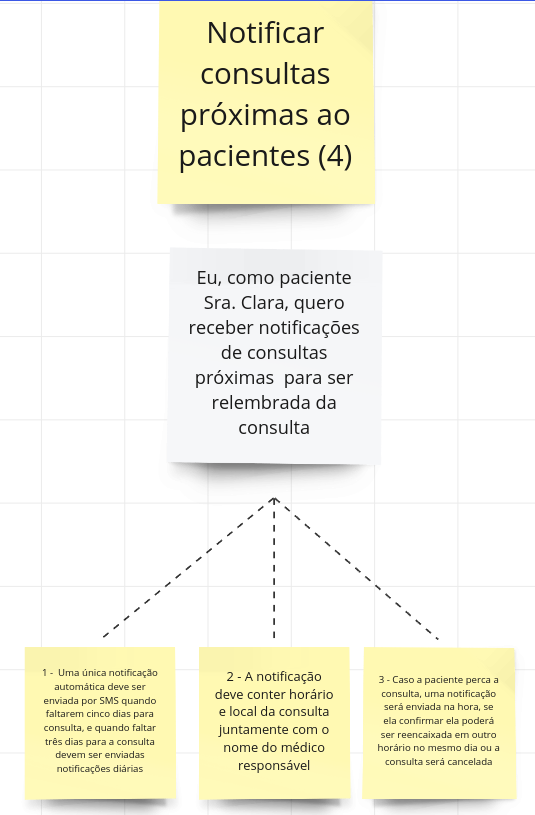 Notificar
consultas
próximas ao
pacientes (4)
Eu, como paciente
Sra. Clara, quero
receber notificações
de consultas
próximas  para ser
relembrada da
consulta
1 -  Uma única notificação
automática deve ser
enviada por SMS quando
faltarem cinco dias para
consulta, e quando faltar
três dias para a consulta
devem ser enviadas
notificações diárias
2 - A notificação
deve conter horário
e local da consulta
juntamente com o
nome do médico
responsável
3 - Caso a paciente perca a
consulta, uma notificação
será enviada na hora, se
ela confirmar ela poderá
ser reencaixada em outro
horário no mesmo dia ou a
consulta será cancelada